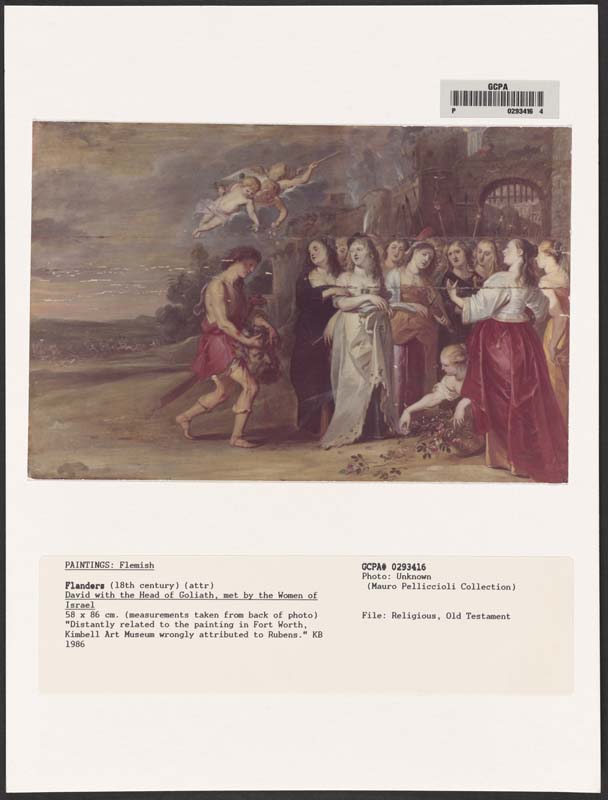 GCPA
P 0293416 4
PAINTINGS: Flemish
Flanders (18th century) (attr)
David with the Head of Goliath, met by the Women of
Israel
58 x 86 cm. (measurements taken from back of photo)
"Distantly related to the painting in Fort Worth,
Kimbell Art Museum wrongly attributed to Rubens." KB
1986
GCPA# 0293416
Photo: Unknown
(Mauro Pelliccioli Collection)
File: Religious, Old Testament